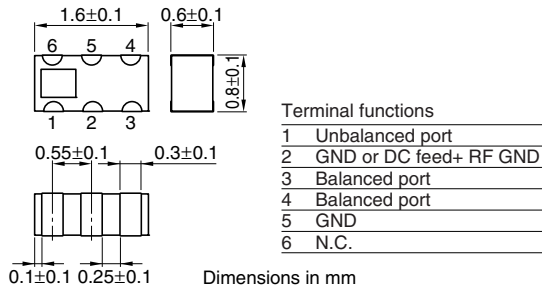 1.6±0.1
0.6±0.1
6 5 4
0.8±0.1
1 2 3
0.55±0.1
0.3±0.1
0.1±0.1
0.25±0.1
Dimensions in mm
Terminal functions
1 Unbalanced port
2 GND or DC feed+ RF GND
3 Balanced port
4 Balanced port
5 GND
6 N.C.